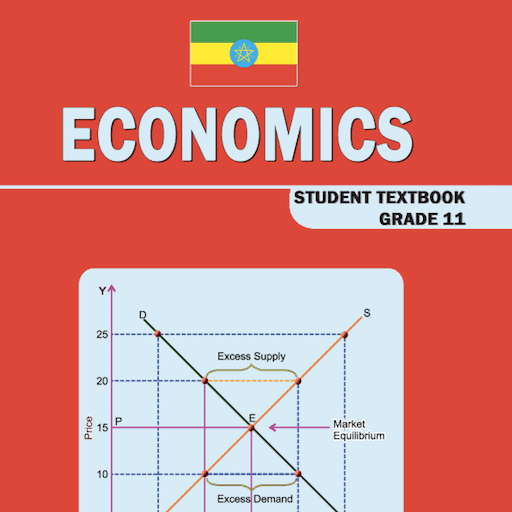 ECONOMICS
STUDENT TEXTBOOK
GRADE 11
Y
D
S
25
Excess Supply
20
E
15
P
Market
Equilibrium
Price
10
Excess Demand